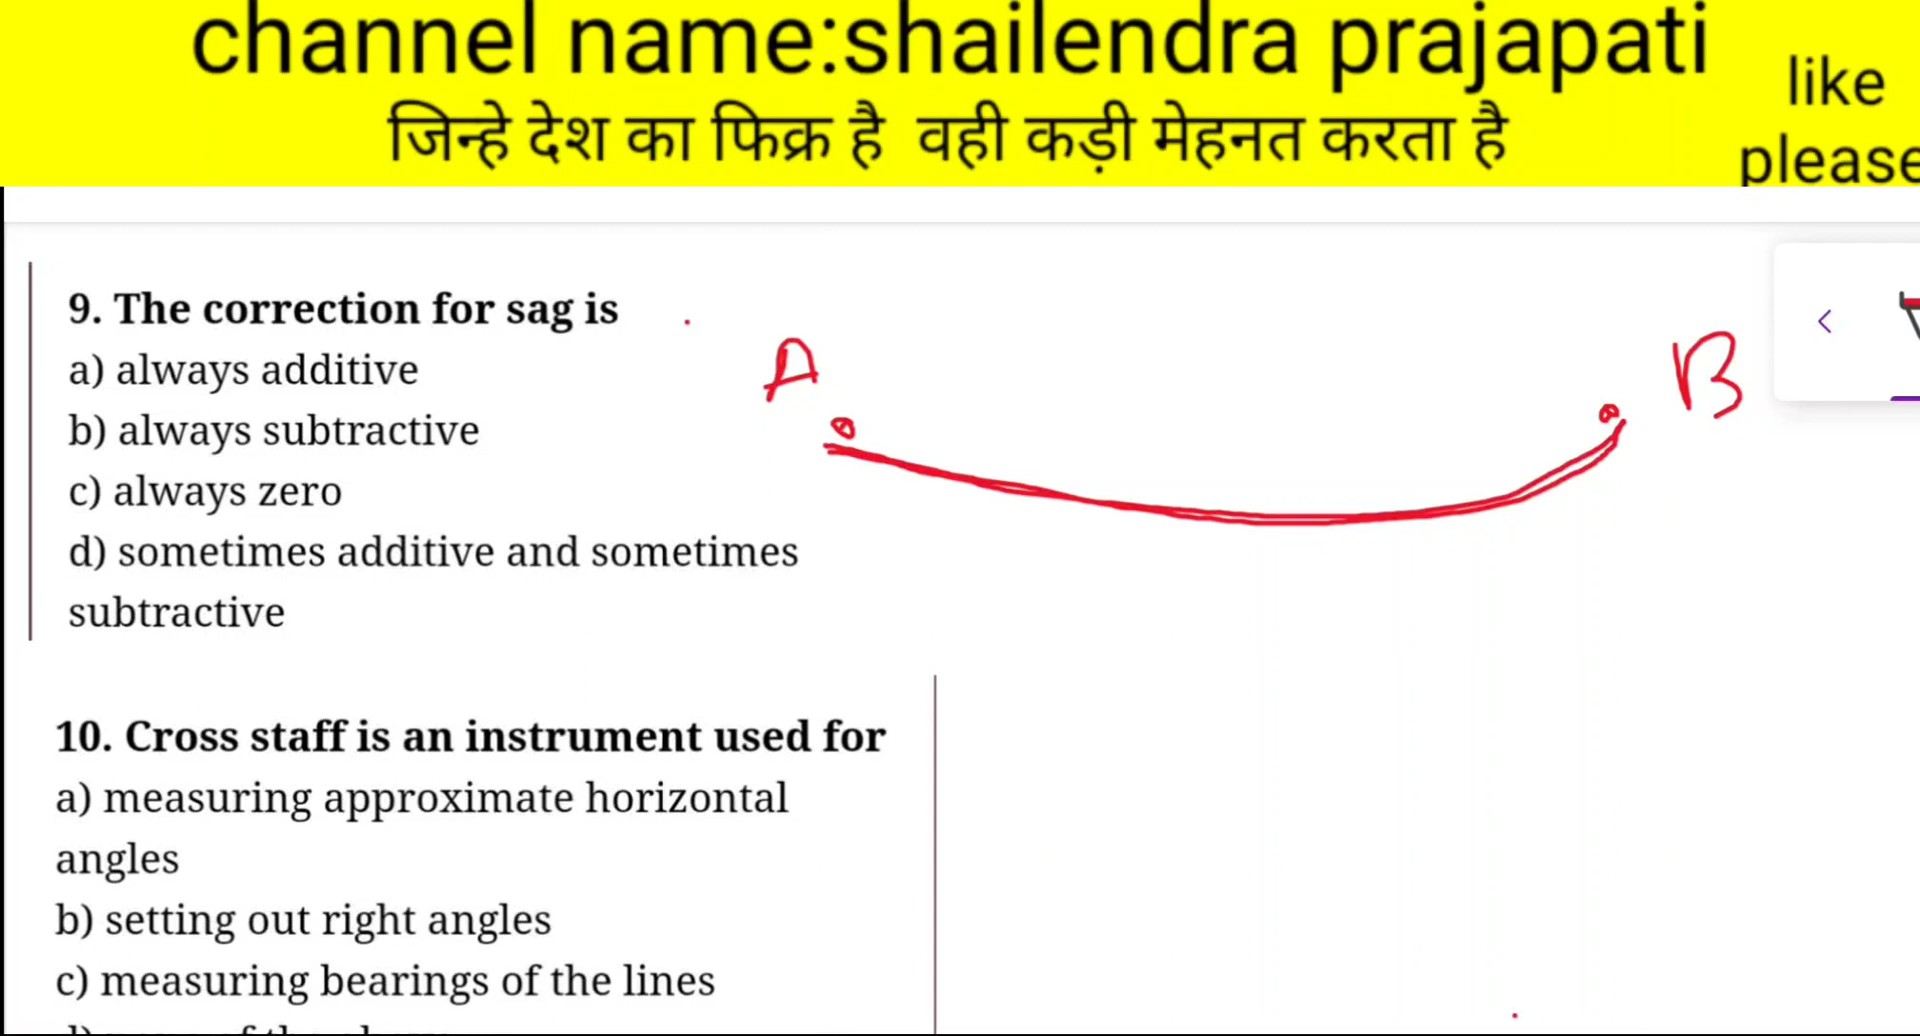 channel name:shailendra prajapati
like
जिन्हे देश का फिक्र है वही कड़ी मेहनत करता है
please
9. The correction for sag is
a) always additive
b) always subtractive
c) always zero
d) sometimes additive and sometimes
subtractive
A
B
10. Cross staff is an instrument used for
a) measuring approximate horizontal
angles
b) setting out right angles
c) measuring bearings of the lines